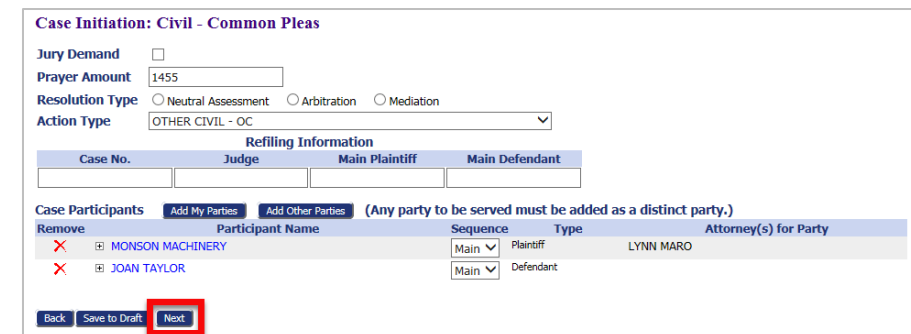 Case Initiation: Civil - Common Pleas
Jury Demand
Prayer Amount 1455
Resolution Type Neutral Assessment Arbitration Mediation
Action Type OTHER CIVIL - OC
Refiling Information
Case No. Judge Main Plaintiff Main Defendant
Case Participants Add My Parties Add Other Parties (Any party to be served must be added as a distinct party.)
Remove Participant Name Sequence Type Attorney(s) for Party
MONSON MACHINERY Main Plaintiff LYNN MARO
JOAN TAYLOR Main Defendant
Back Save to Draft Next